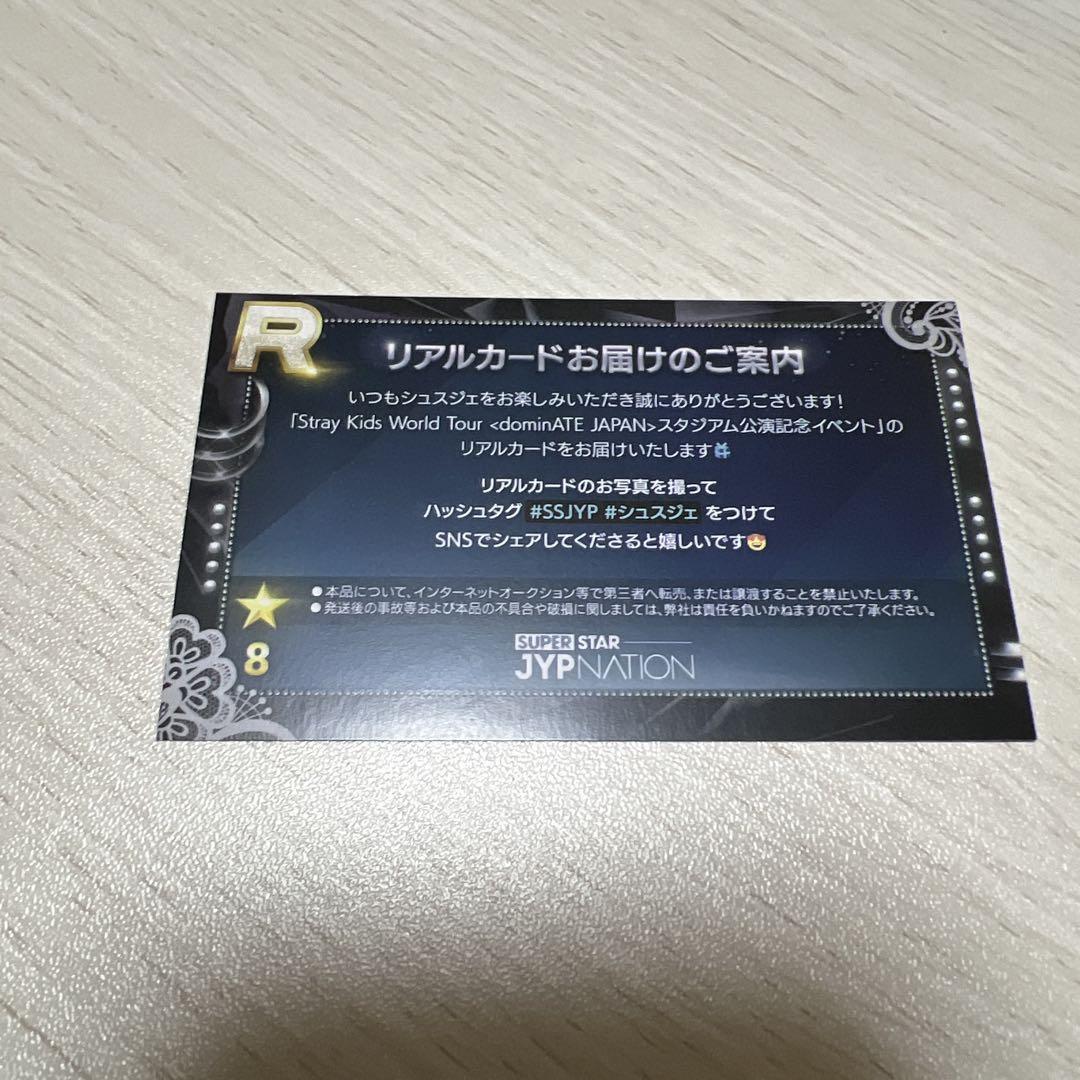 R
リアルカードお届けのご案内
いつもシュスジェをお楽しみいただき誠にありがとうございます!
「Stray Kids World Tour <dominATE JAPAN>スタジアム公演記念イベント」の
リアルカードをお届けいたします
リアルカードのお写真を撮って
ハッシュタグ #SSJYP #シュスジェ をつけて
SNSでシェアしてくださると嬉しいです😍
●本品について、インターネットオークション等で第三者へ転売、または譲渡することを禁止いたします。
●発送後の事故等および本品の不具合や破損に関しましては、弊社は責任を負いかねますのでご了承ください。
8
SUPER STAR
JYPNATION